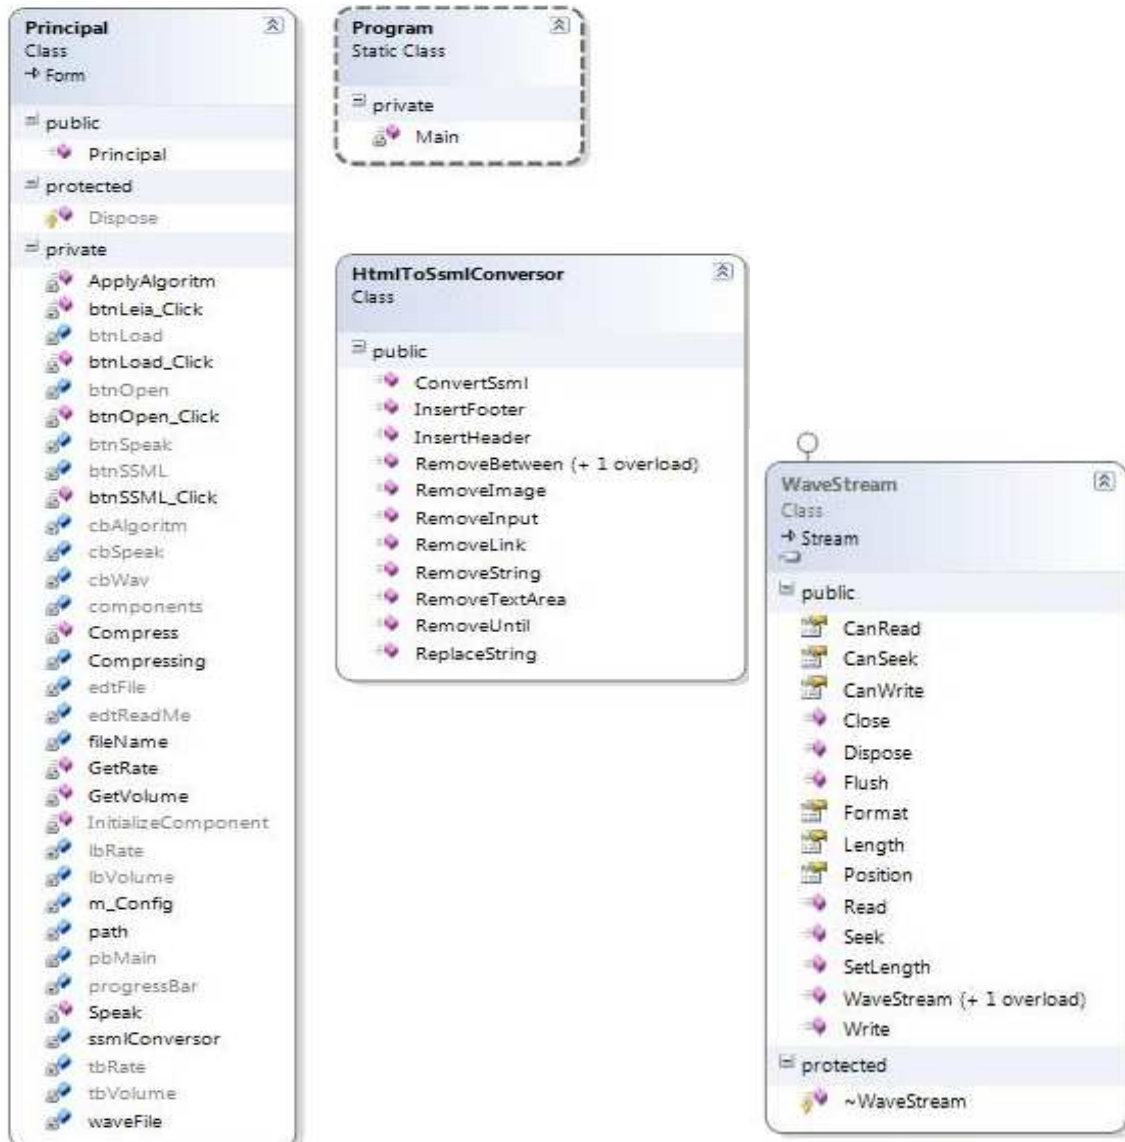 Principal
Class
Form
public
Principal
protected
Dispose
private
ApplyAlgoritm
btnLeia_Click
btnLoad
btnLoad_Click
btnOpen
btnOpen_Click
btnSpeak
btnSSML
btnSSML_Click
cbAlgoritm
cbSpeak
cbWav
components
Compress
Compressing
edtFile
edtReadMe
fileName
GetRate
GetVolume
InitializeComponent
lbRate
lbVolume
m_Config
path
pbMain
progressBar
Speak
ssmlConversor
tbRate
tbVolume
waveFile
Program
Static Class
private
Main
HtmlToSsmlConversor
Class
public
ConvertSsml
InsertFooter
InsertHeader
RemoveBetween (+ 1 overload)
RemoveImage
RemoveInput
RemoveLink
RemoveString
RemoveTextArea
RemoveUntil
ReplaceString
WaveStream
Class
Stream
public
CanRead
CanSeek
CanWrite
Close
Dispose
Flush
Format
Length
Position
Read
Seek
SetLength
WaveStream (+ 1 overload)
Write
protected
~WaveStream